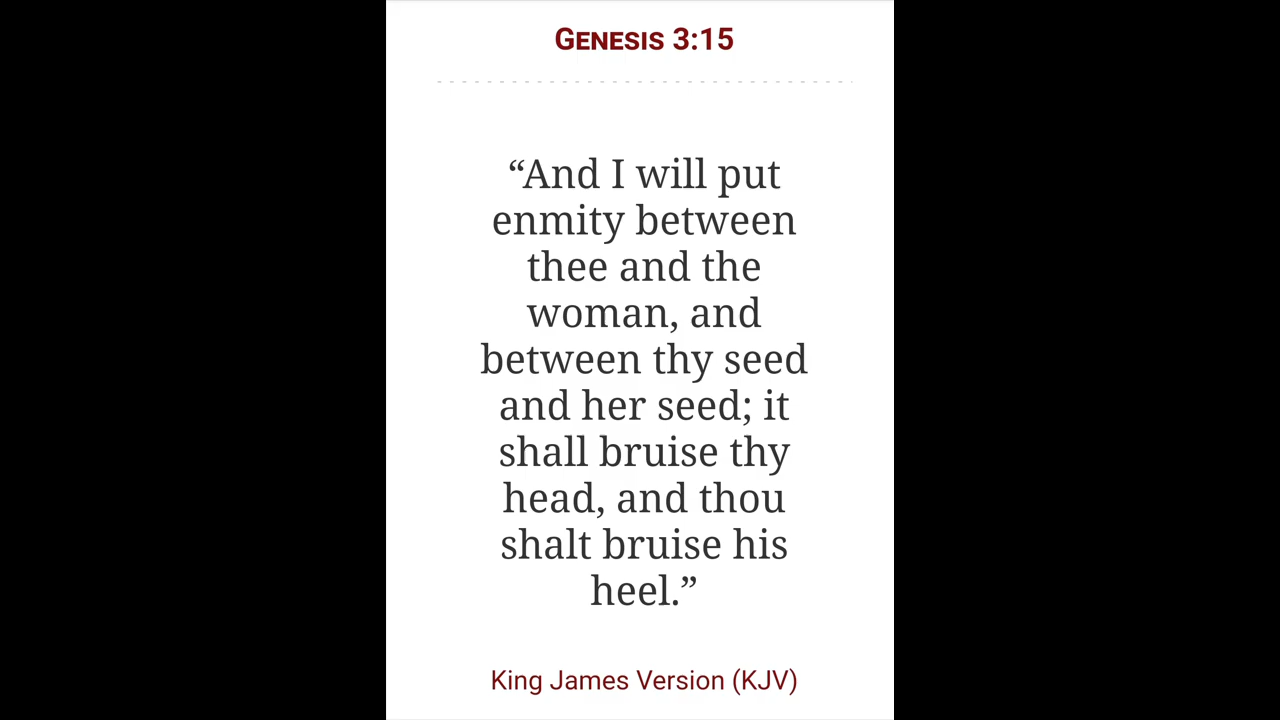 Genesis 3:15
“And I will put
enmity between
thee and the
woman, and
between thy seed
and her seed; it
shall bruise thy
head, and thou
shalt bruise his
heel.”
King James Version (KJV)